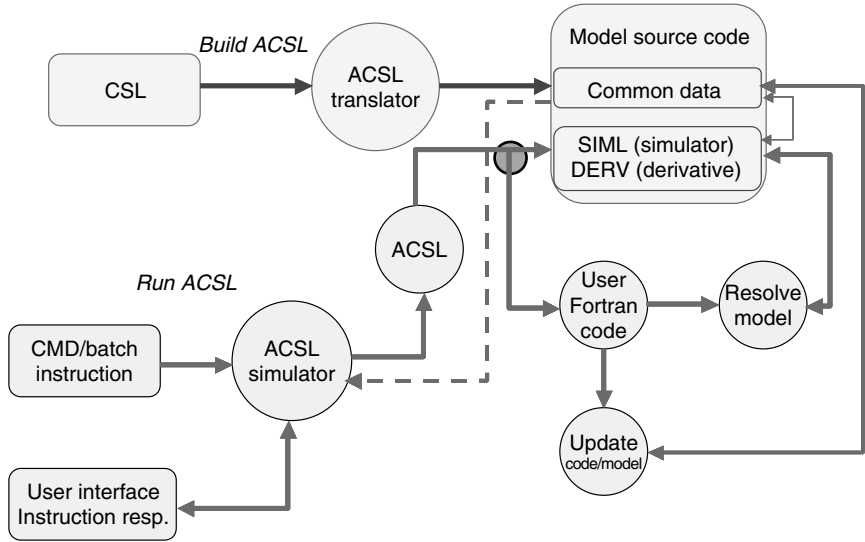 Build ACSL
CSL
ACSL
translator
Model source code
Common data
SIML (simulator)
DERV (derivative)
ACSL
Run ACSL
User
Fortran
code
Resolve
model
CMD/batch
instruction
ACSL
simulator
Update
code/model
User interface
Instruction resp.